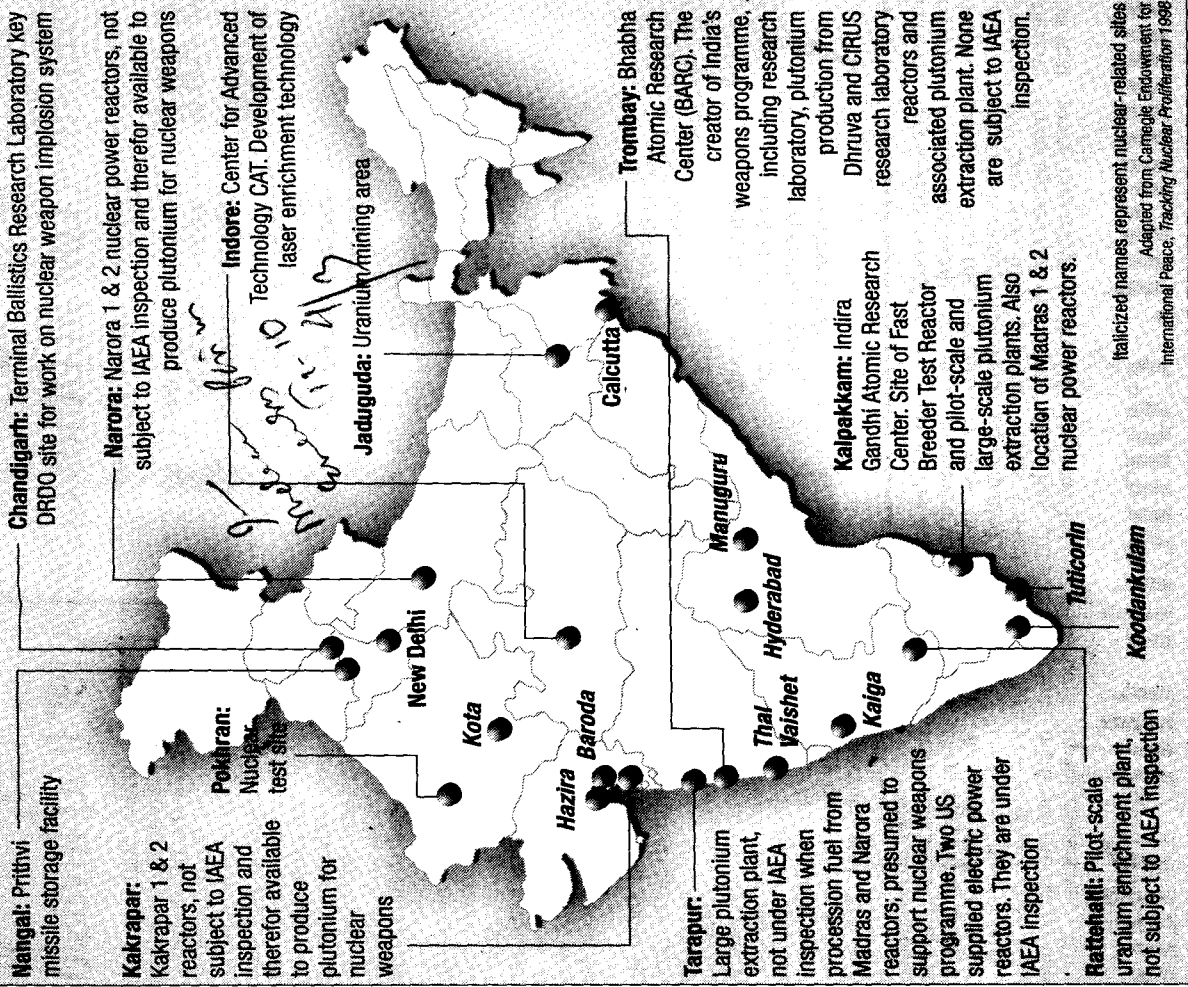 Nangal: Prithvi
missile storage facility
Chandigarh: Terminal Ballistics Research Laboratory key
DRDO site for work on nuclear weapon implosion system
Kakrapar:
Kakrapar 1 & 2
reactors, not
subject to IAEA
inspection and
therefor available
to produce
plutonium for
nuclear
weapons
Narora: Narora 1 & 2 nuclear power reactors, not
subject to IAEA inspection and therefor available to
produce plutonium for nuclear weapons
Pokhran:
Nuclear
test site
New Delhi
Indore: Center for Advanced
Technology CAT. Development of
laser enrichment technology
Kota
Jaduguda: Uranium mining area
Baroda
Hazira
Calcutta
Tarapur:
Large plutonium
extraction plant,
not under IAEA
inspection when
procession fuel from
Madras and Narora
reactors; presumed to
support nuclear weapons
programme. Two US
supplied electric power
reactors. They are under
IAEA inspection
Thal
Vaishet
Manuguru
Hyderabad
Kaiga
Trombay: Bhabha
Atomic Research
Center (BARC). The
creator of India's
weapons programme,
including research
laboratory, plutonium
production from
Dhruva and CIRUS
research laboratory
reactors and
associated plutonium
extraction plant. None
are subject to IAEA
inspection.
Kalpakkam: Indira
Gandhi Atomic Research
Center. Site of Fast
Breeder Test Reactor
and pilot-scale and
large-scale plutonium
extraction plants. Also
location of Madras 1 & 2
nuclear power reactors.
Rattehalli: Pilot-scale
uranium enrichment plant,
not subject to IAEA inspection
Tuticorin
Koodankulam
Italicized names represent nuclear-related sites
Adapted from Carnegie Endowment for
International Peace, Tracking Nuclear Proliferation 1998